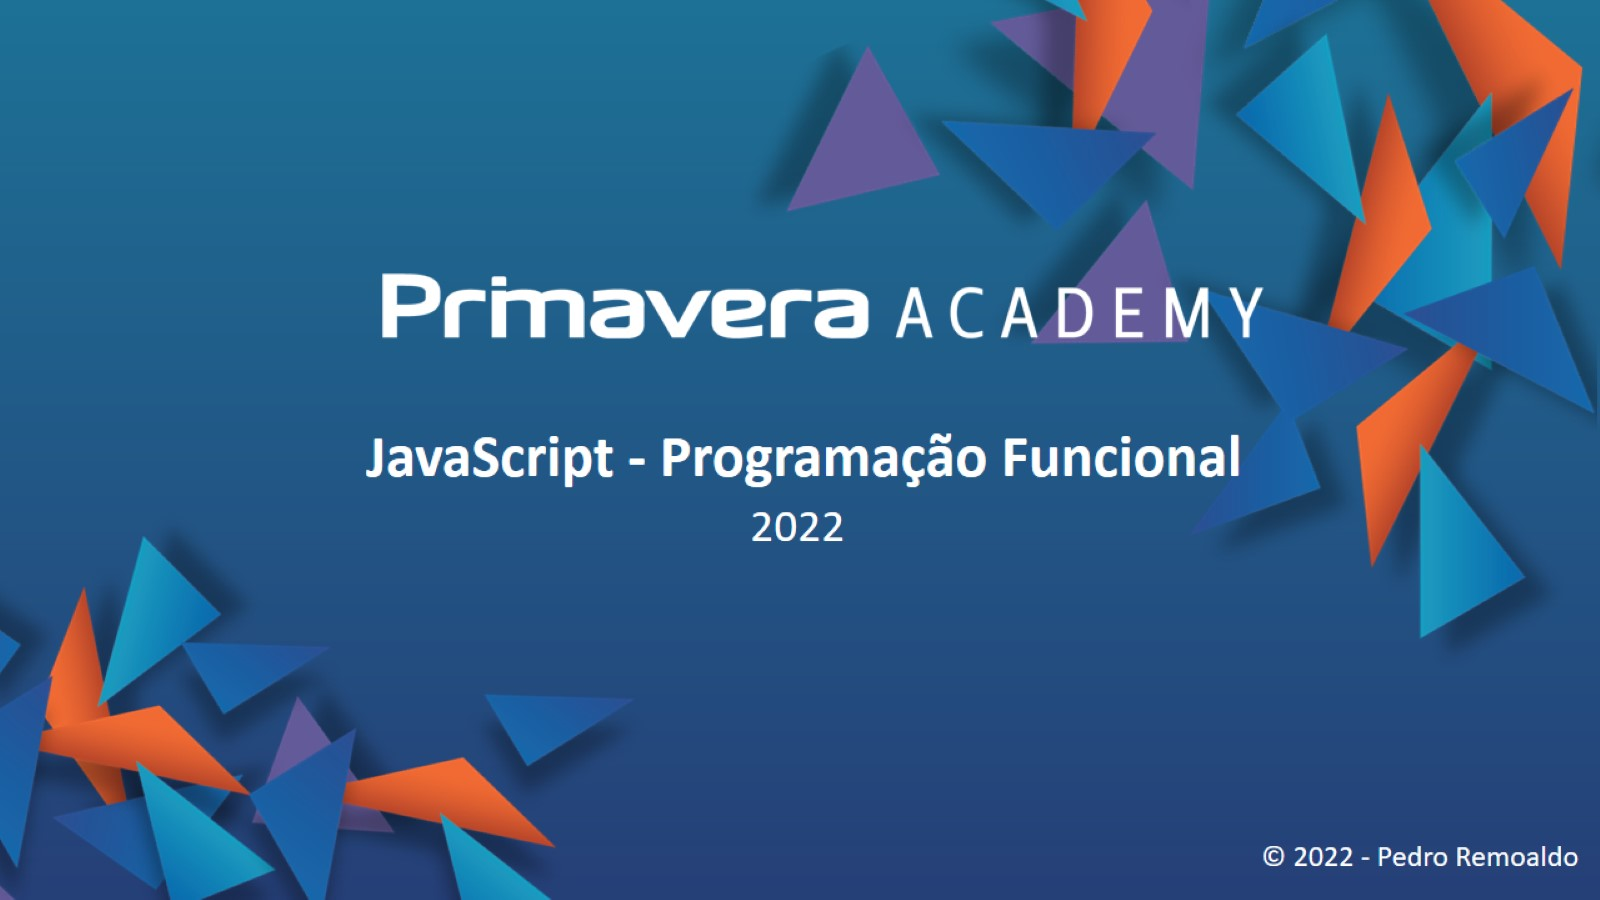 Primavera ACADEMY
JavaScript - Programação Funcional
2022
© 2022 - Pedro Remoaldo